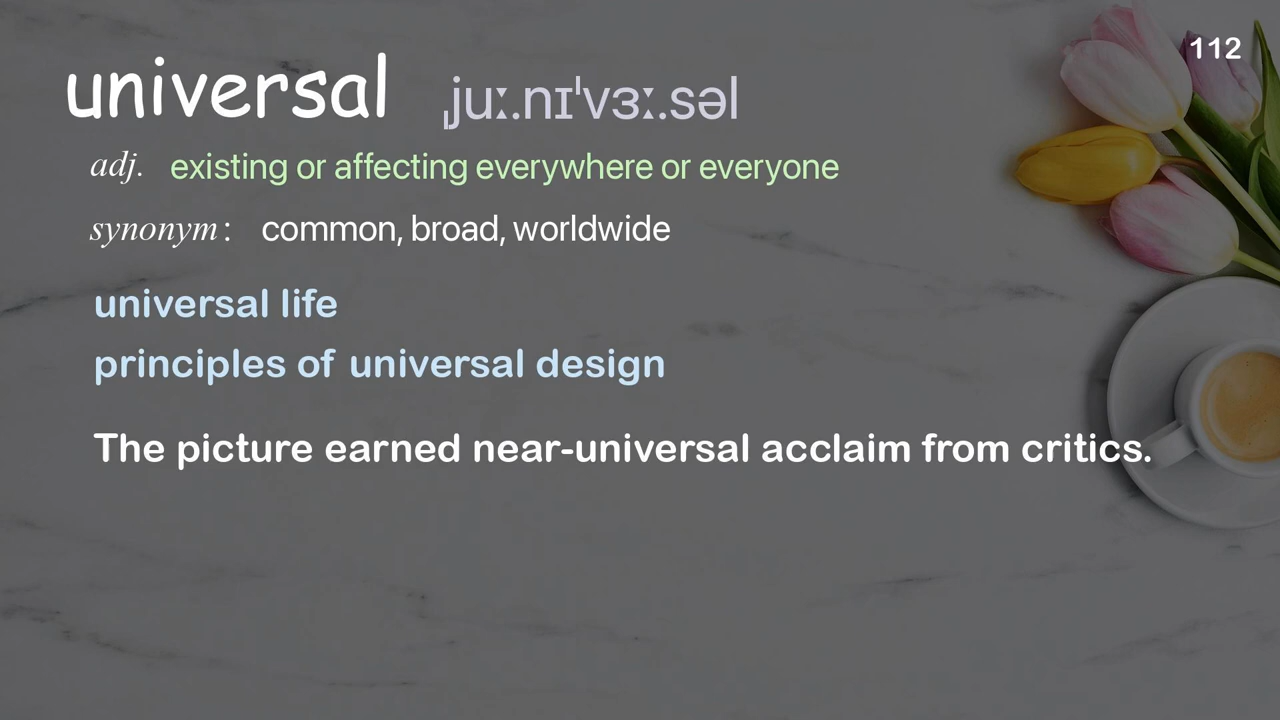 112
universal ˌjuː.nɪˈvɜː.səl
adj. existing or affecting everywhere or everyone
synonym: common, broad, worldwide
universal life
principles of universal design
The picture earned near-universal acclaim from critics.